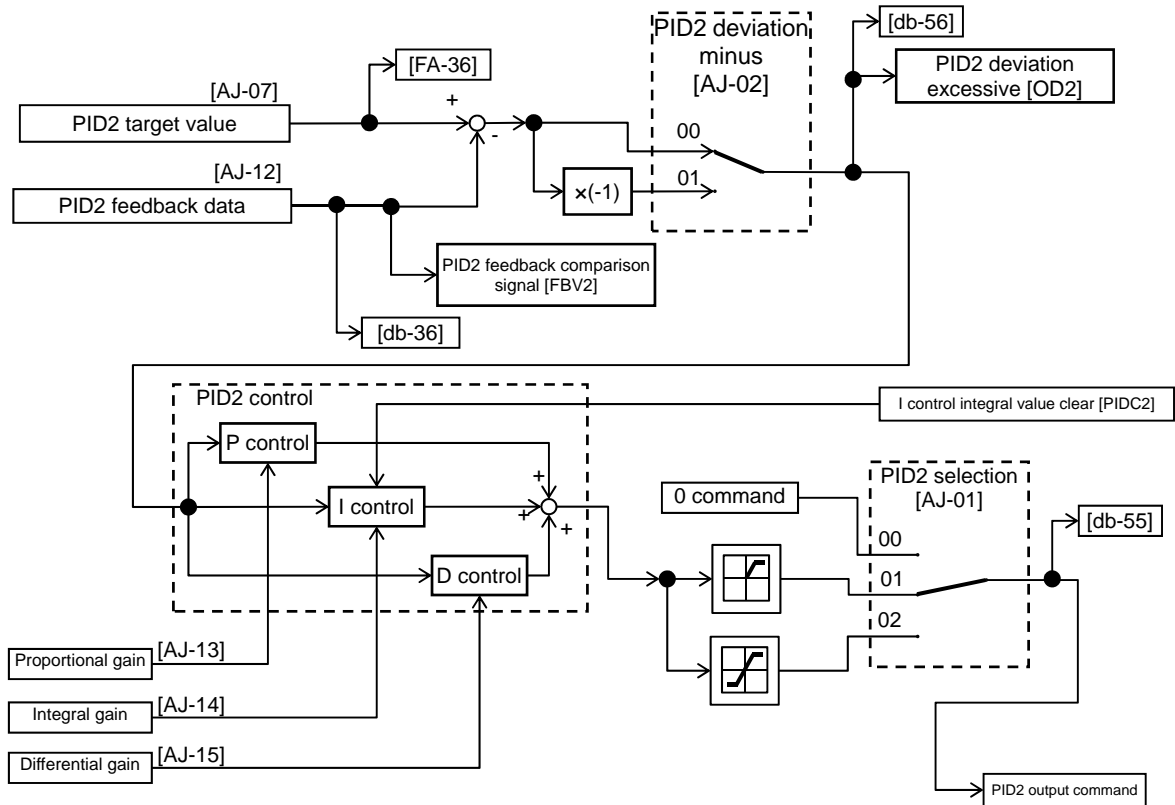 PID2 deviation
minus
[AJ-02]
[db-56]
PID2 deviation
excessive [OD2]
[FA-36]
[AJ-07]
PID2 target value
+
-
00
[AJ-12]
PID2 feedback data
×(-1)
01
PID2 feedback comparison
signal [FBV2]
[db-36]
PID2 control
I control integral value clear [PIDC2]
P control
+
I control
+
+
D control
0 command
PID2 selection
[AJ-01]
[db-55]
00
01
02
Proportional gain
[AJ-13]
Integral gain
[AJ-14]
Differential gain
[AJ-15]
PID2 output command